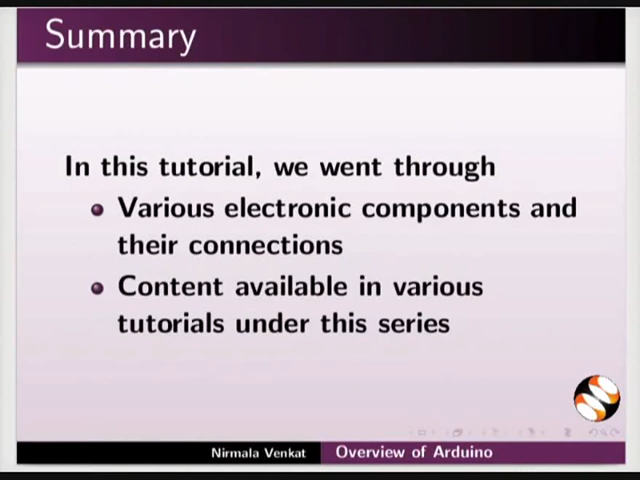 Summary
In this tutorial, we went through
Various electronic components and
their connections
Content available in various
tutorials under this series
Nirmala Venkat
Overview of Arduino